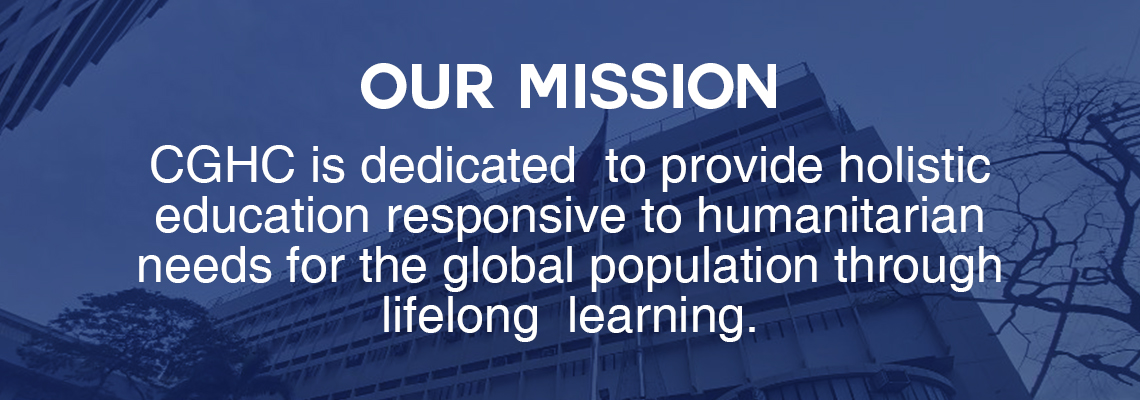 OUR MISSION
CGHC is dedicated  to provide holistic
education responsive to humanitarian
needs for the global population through
lifelong  learning.